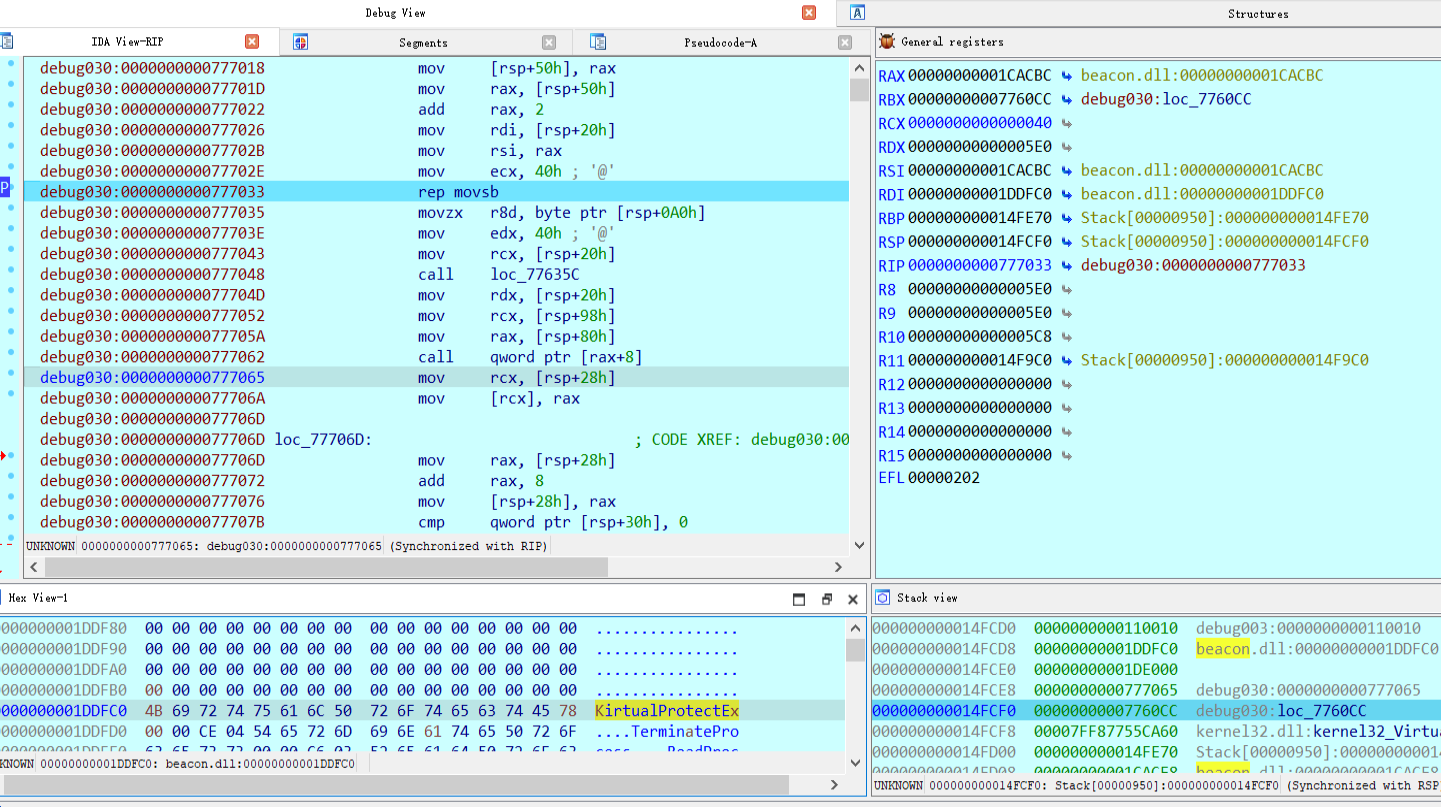 Debug View
A
Structures
IDA View-RIP
Segments
Pseudocode-A
General registers
debug030:0000000000777018 mov [rsp+50h], rax
debug030:000000000077701D mov rax, [rsp+50h]
debug030:0000000000777022 add rax, 2
debug030:0000000000777026 mov rdi, [rsp+20h]
debug030:000000000077702B mov rsi, rax
debug030:000000000077702E mov ecx, 40h ; '@'
P
debug030:0000000000777033 rep movsb
debug030:0000000000777035 movzx r8d, byte ptr [rsp+0A0h]
debug030:000000000077703E mov edx, 40h ; '@'
debug030:0000000000777043 mov rcx, [rsp+20h]
debug030:0000000000777048 call loc_77635C
debug030:000000000077704D mov rdx, [rsp+20h]
debug030:0000000000777052 mov rcx, [rsp+98h]
debug030:000000000077705A mov rax, [rsp+80h]
debug030:0000000000777062 call qword ptr [rax+8]
debug030:0000000000777065 mov rcx, [rsp+28h]
debug030:000000000077706A mov [rcx], rax
debug030:000000000077706D
debug030:000000000077706D loc_77706D: ; CODE XREF: debug030:00
debug030:000000000077706D mov rax, [rsp+28h]
debug030:0000000000777072 add rax, 8
debug030:0000000000777076 mov [rsp+28h], rax
debug030:000000000077707B cmp qword ptr [rsp+30h], 0
UNKNOWN 0000000000777065: debug030:0000000000777065 (Synchronized with RIP)
RAX 00000000001CACBC beacon.dll:00000000001CACBC
RBX 00000000007760CC debug030:loc_7760CC
RCX 0000000000000040
RDX 00000000000005E0
RSI 00000000001CACBC beacon.dll:00000000001CACBC
RDI 00000000001DDFC0 beacon.dll:00000000001DDFC0
RBP 000000000014FE70 Stack[00000950]:000000000014FE70
RSP 000000000014FCF0 Stack[00000950]:000000000014FCF0
RIP 0000000000777033 debug030:0000000000777033
R8 00000000000005E0
R9 00000000000005E0
R10 00000000000005C8
R11 000000000014F9C0 Stack[00000950]:000000000014F9C0
R12 0000000000000000
R13 0000000000000000
R14 0000000000000000
R15 0000000000000000
EFL 00000202
Hex View-1
000000001DDF80 00 00 00 00 00 00 00 00 00 00 00 00 00 00 00 00 ................
000000001DDF90 00 00 00 00 00 00 00 00 00 00 00 00 00 00 00 00 ................
000000001DDFA0 00 00 00 00 00 00 00 00 00 00 00 00 00 00 00 00 ................
000000001DDFB0 00 00 00 00 00 00 00 00 00 00 00 00 00 00 00 00 ................
000000001DDFC0 4B 69 72 74 75 61 6C 50 72 6F 74 65 63 74 45 78 KirtualProtectEx
000000001DDFD0 00 00 CE 04 54 65 72 6D 69 6E 61 74 65 50 72 6F ....TerminatePro
KNOWN 00000000001DDFC0: beacon.dll:00000000001DDFC0
Stack view
000000000014FCD0 0000000000110010 debug003:0000000000110010
000000000014FCD8 00000000001DDFC0 beacon.dll:00000000001DDFC0
000000000014FCE0 00000000001DE000
000000000014FCE8 0000000000777065 debug030:0000000000777065
000000000014FCF0 00000000007760CC debug030:loc_7760CC
000000000014FCF8 00007FF87755CA60 kernel32.dll:kernel32_Virtua
000000000014FD00 000000000014FE70 Stack[00000950]:0000000000014
UNKNOWN 000000000014FCF0: Stack[00000950]:000000000014FCF0 (Synchronized with RSP